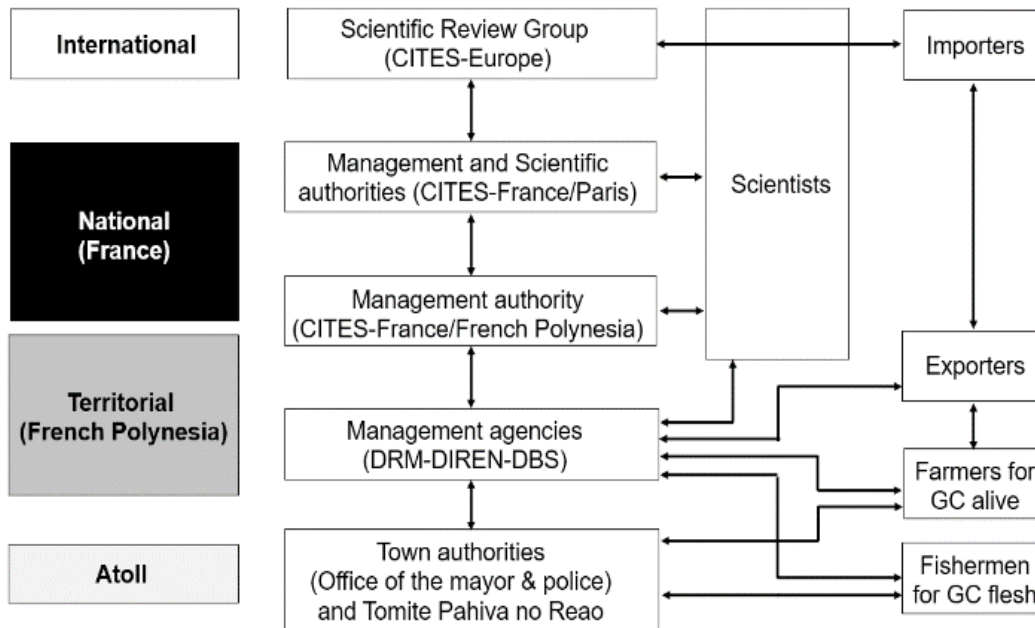 International
Scientific Review Group
(CITES-Europe)
Importers
Management and Scientific
authorities (CITES-France/Paris)
Scientists
National
(France)
Management authority
(CITES-France/French Polynesia)
Exporters
Territorial
(French Polynesia)
Management agencies
(DRM-DIREN-DBS)
Farmers for
GC alive
Atoll
Town authorities
(Office of the mayor & police)
and Tomite Pahiva no Reao
Fishermen
for GC flesh